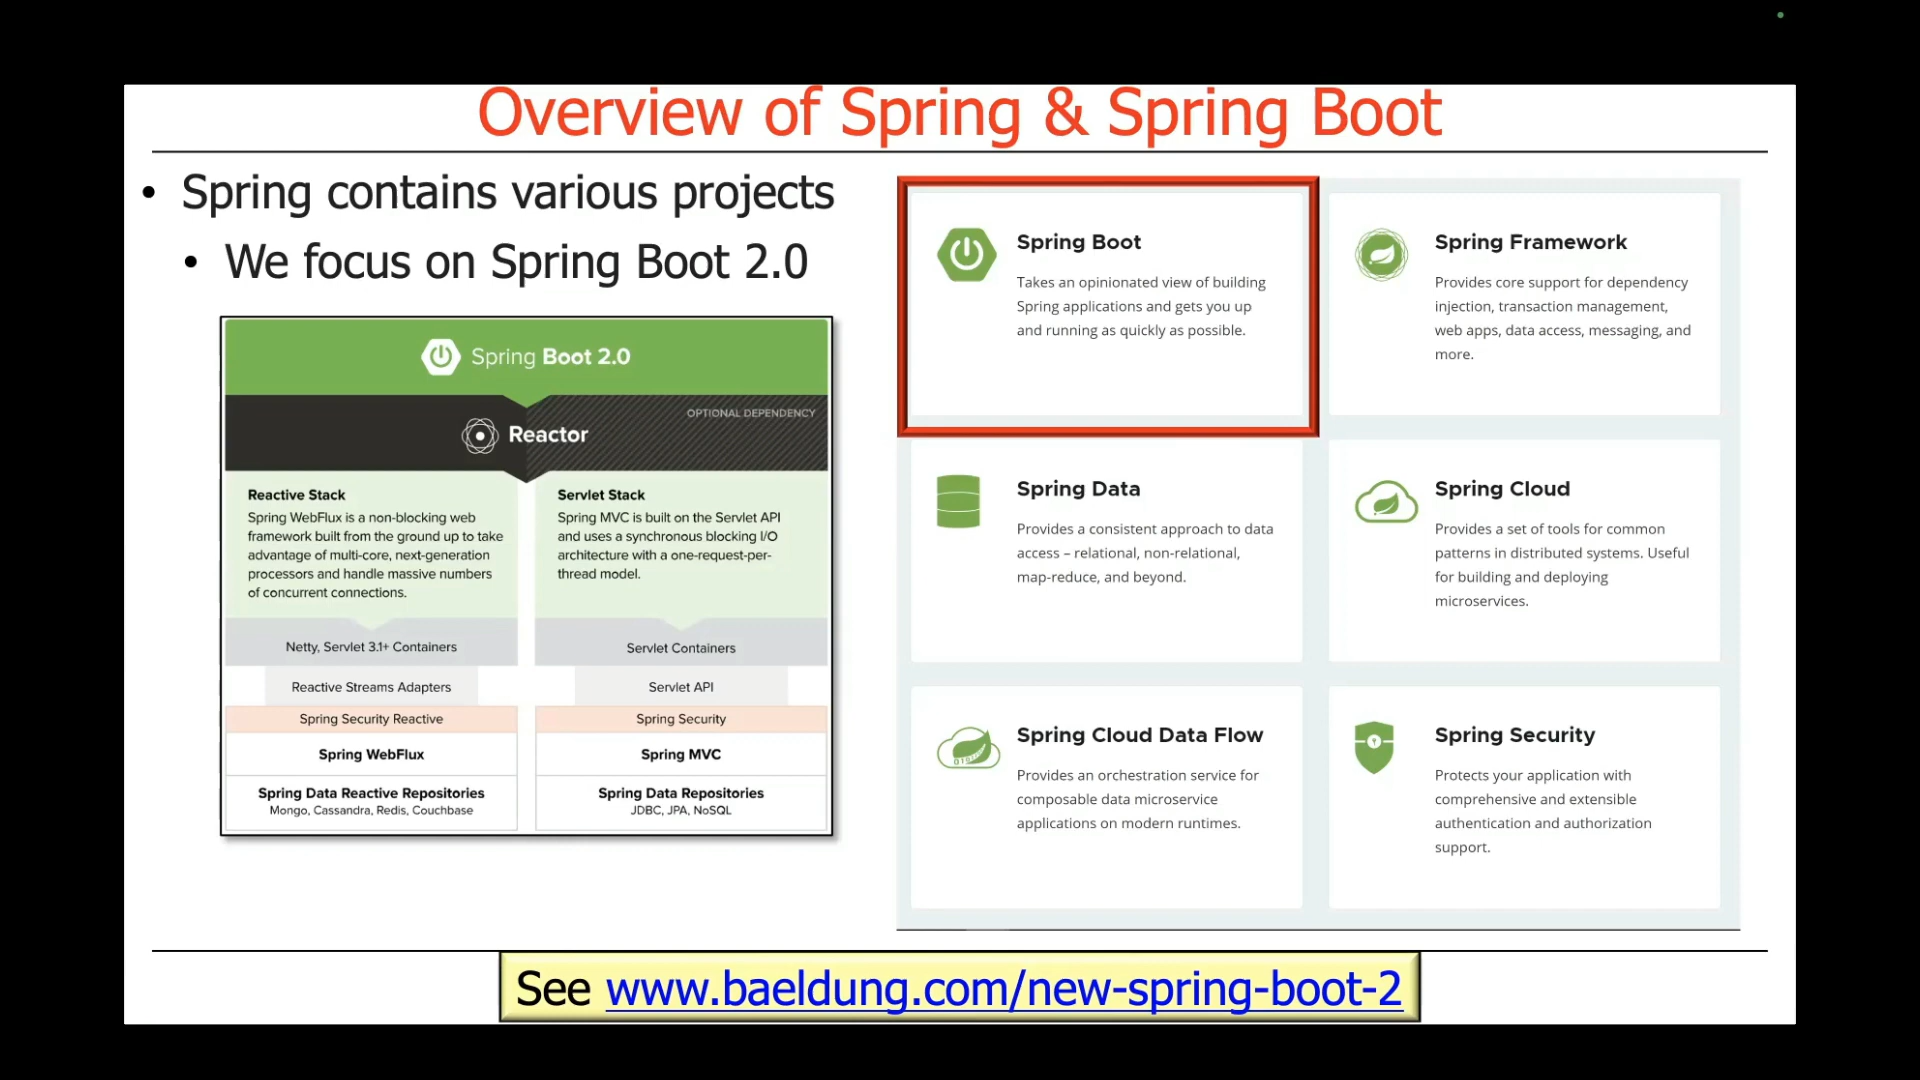 Overview of Spring & Spring Boot
• Spring contains various projects
• We focus on Spring Boot 2.0
Spring Boot 2.0
OPTIONAL DEPENDENCY
Reactor
Reactive Stack
Spring WebFlux is a non-blocking web
framework built from the ground up to take
advantage of multi-core, next-generation
processors and handle massive numbers
of concurrent connections.
Netty, Servlet 3.1+ Containers
Reactive Streams Adapters
Spring Security Reactive
Spring WebFlux
Spring Data Reactive Repositories
Mongo, Cassandra, Redis, Couchbase
Servlet Stack
Spring MVC is built on the Servlet API
and uses a synchronous blocking I/O
architecture with a one-request-per-
thread model.
Servlet Containers
Servlet API
Spring Security
Spring MVC
Spring Data Repositories
JDBC, JPA, NoSQL
Spring Boot
Takes an opinionated view of building
Spring applications and gets you up
and running as quickly as possible.
Spring Framework
Provides core support for dependency
injection, transaction management,
web apps, data access, messaging, and
more.
Spring Data
Provides a consistent approach to data
access – relational, non-relational,
map-reduce, and beyond.
Spring Cloud
Provides a set of tools for common
patterns in distributed systems. Useful
for building and deploying
microservices.
Spring Cloud Data Flow
Provides an orchestration service for
composable data microservice
applications on modern runtimes.
Spring Security
Protects your application with
comprehensive and extensible
authentication and authorization
support.
See www.baeldung.com/new-spring-boot-2